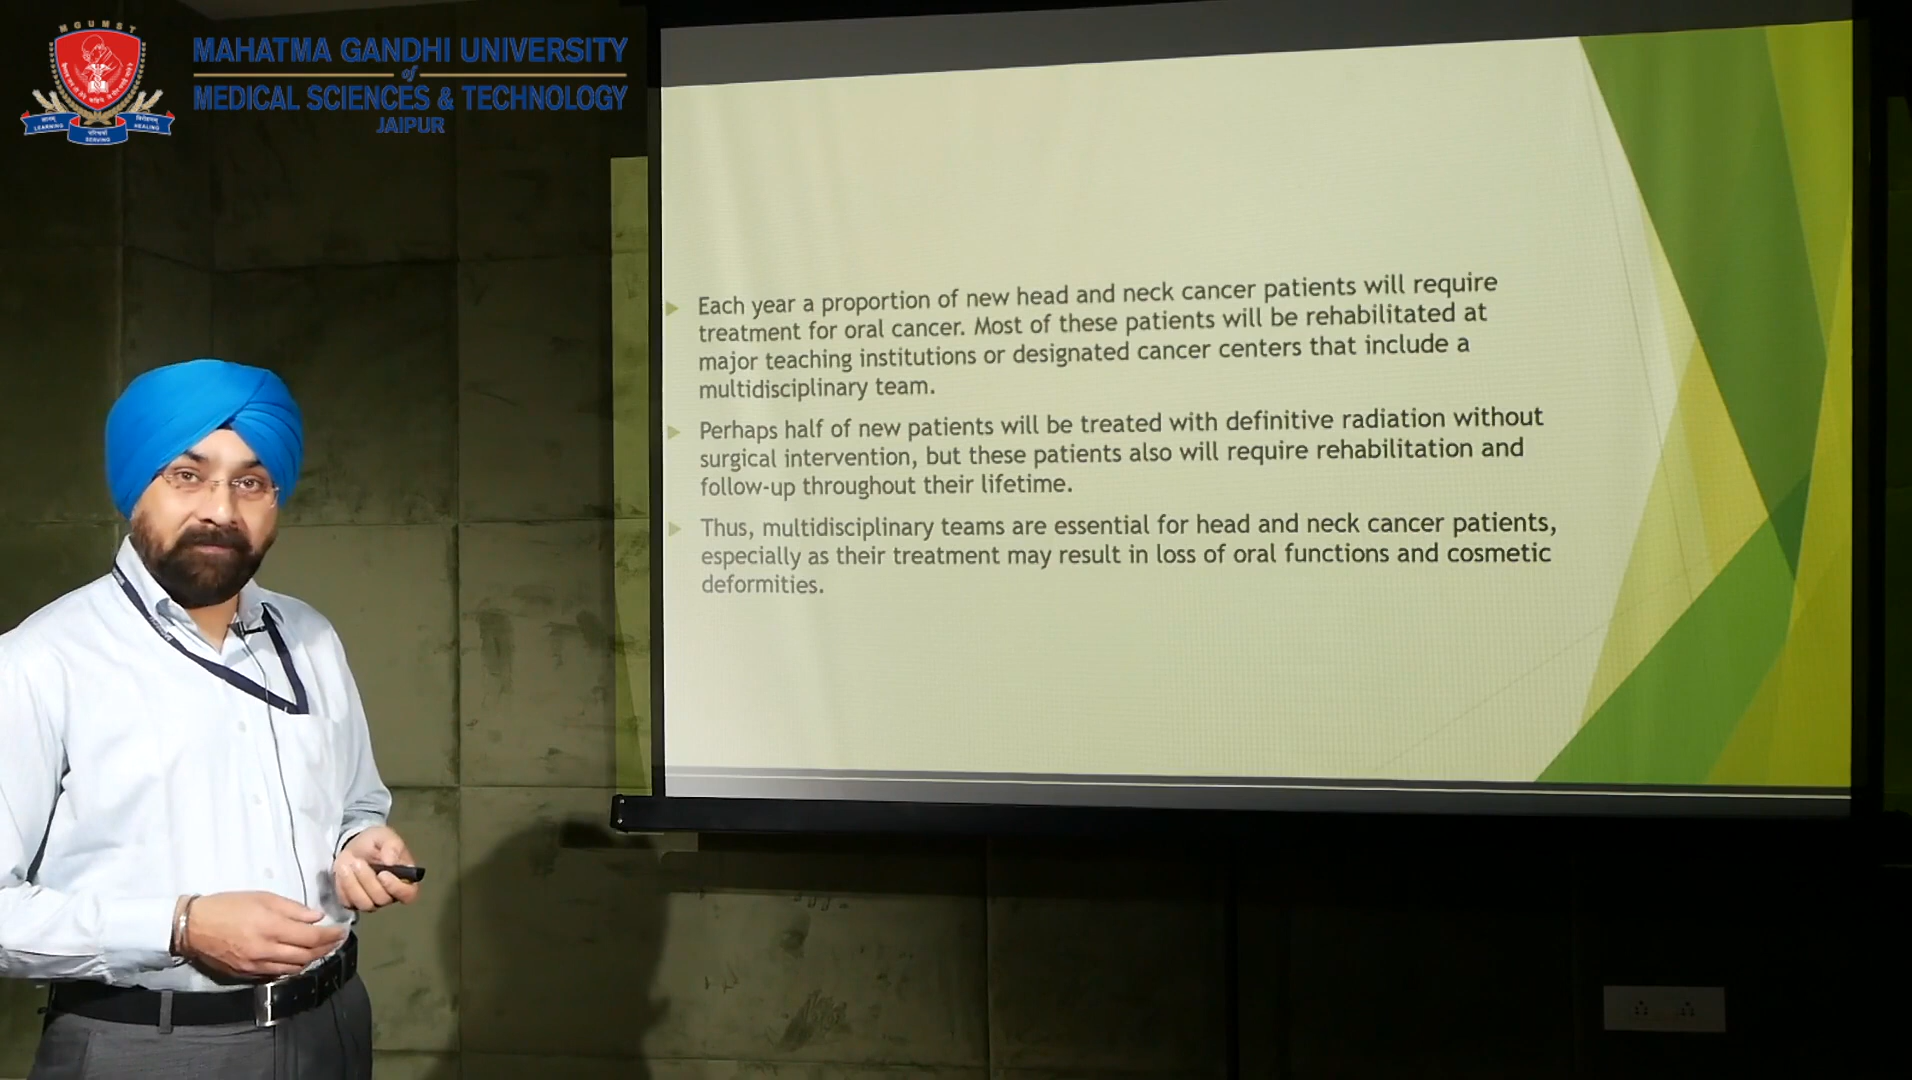 MGUMST
LEARNING
SERVING
HEALING
MAHATMA GANDHI UNIVERSITY
of
MEDICAL SCIENCES & TECHNOLOGY
JAIPUR
Each year a proportion of new head and neck cancer patients will require
treatment for oral cancer. Most of these patients will be rehabilitated at
major teaching institutions or designated cancer centers that include a
multidisciplinary team.
Perhaps half of new patients will be treated with definitive radiation without
surgical intervention, but these patients also will require rehabilitation and
follow-up throughout their lifetime.
Thus, multidisciplinary teams are essential for head and neck cancer patients,
especially as their treatment may result in loss of oral functions and cosmetic
deformities.